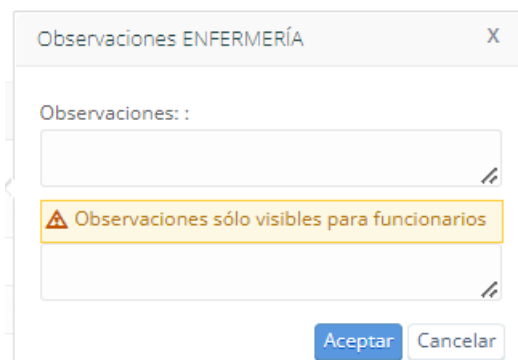 Observaciones ENFERMERÍA X
Observaciones: :
Observaciones sólo visibles para funcionarios
Aceptar Cancelar